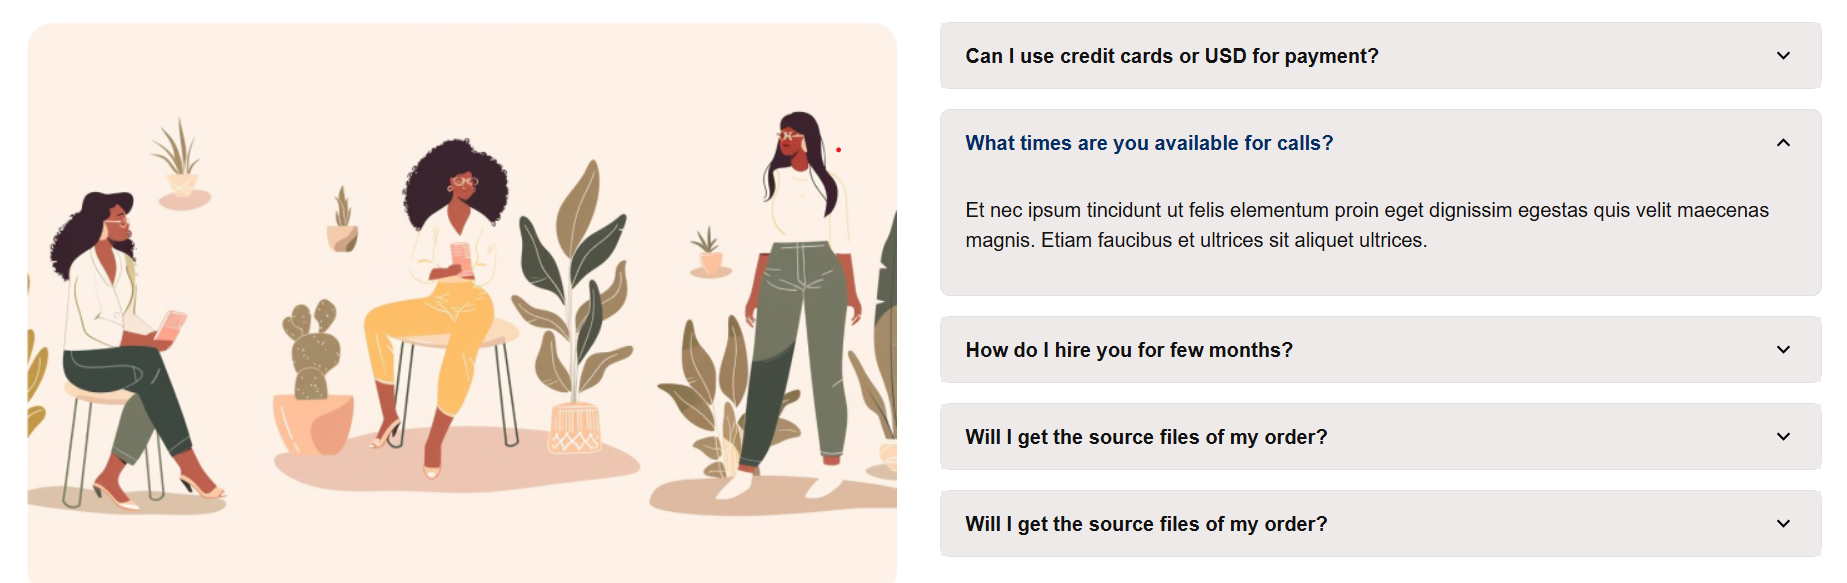 Can I use credit cards or USD for payment?
What times are you available for calls?
Et nec ipsum tincidunt ut felis elementum proin eget dignissim egestas quis velit maecenas
magnis. Etiam faucibus et ultrices sit aliquet ultrices.
How do I hire you for few months?
Will I get the source files of my order?
Will I get the source files of my order?